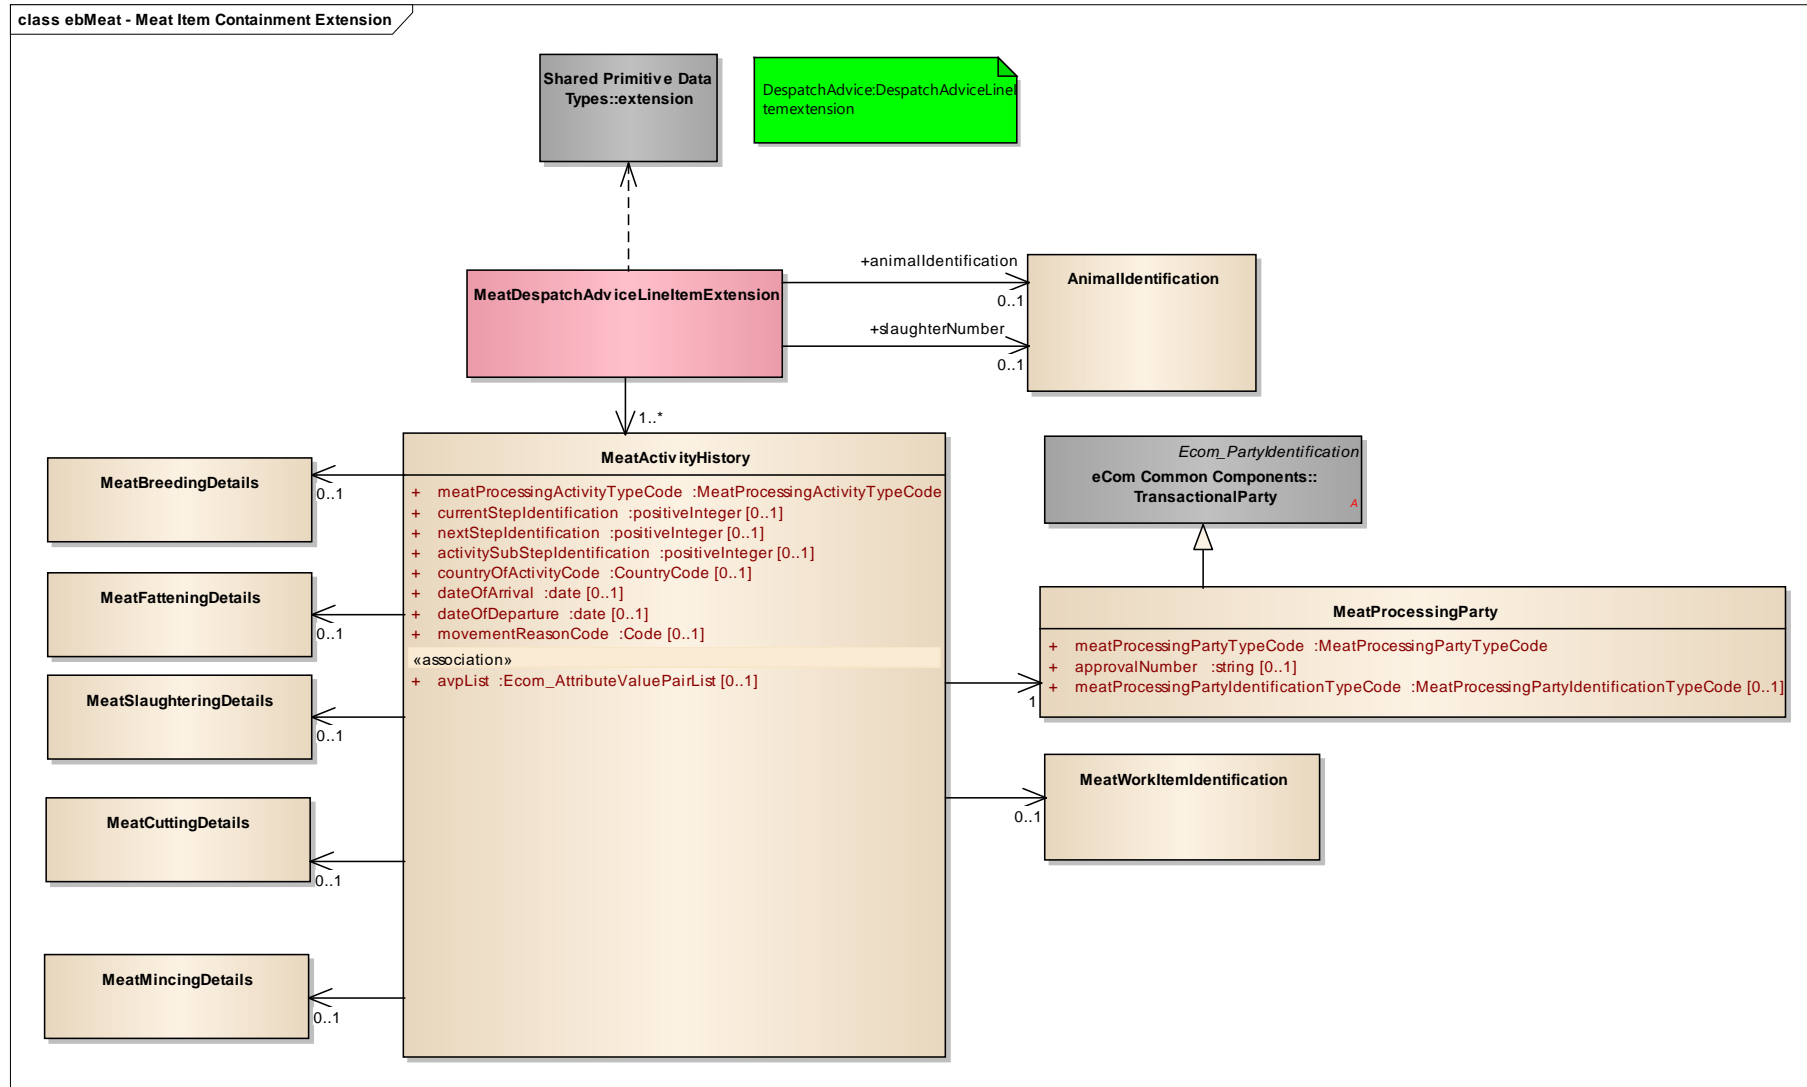 class ebMeat - Meat Item Containment Extension
Shared Primitive Data
Types::extension
DespatchAdvice:DespatchAdviceLineI
temextension
MeatDespatchAdviceLineItemExtension
+animalIdentification
0..1
+slaughterNumber
0..1
AnimalIdentification
1..*
MeatActivityHistory
+ meatProcessingActivityTypeCode :MeatProcessingActivityTypeCode
+ currentStepIdentification :positiveInteger [0..1]
+ nextStepIdentification :positiveInteger [0..1]
+ activitySubStepIdentification :positiveInteger [0..1]
+ countryOfActivityCode :CountryCode [0..1]
+ dateOfArrival :date [0..1]
+ dateOfDeparture :date [0..1]
+ movementReasonCode :Code [0..1]
«association»
+ avpList :Ecom_AttributeValuePairList [0..1]
MeatBreedingDetails
0..1
MeatFatteningDetails
0..1
MeatSlaughteringDetails
0..1
MeatCuttingDetails
0..1
MeatMincingDetails
0..1
Ecom_PartyIdentification
eCom Common Components::
TransactionalParty
A
MeatProcessingParty
+ meatProcessingPartyTypeCode :MeatProcessingPartyTypeCode
+ approvalNumber :string [0..1]
+ meatProcessingPartyIdentificationTypeCode :MeatProcessingPartyIdentificationTypeCode [0..1]
1
MeatWorkItemIdentification
0..1